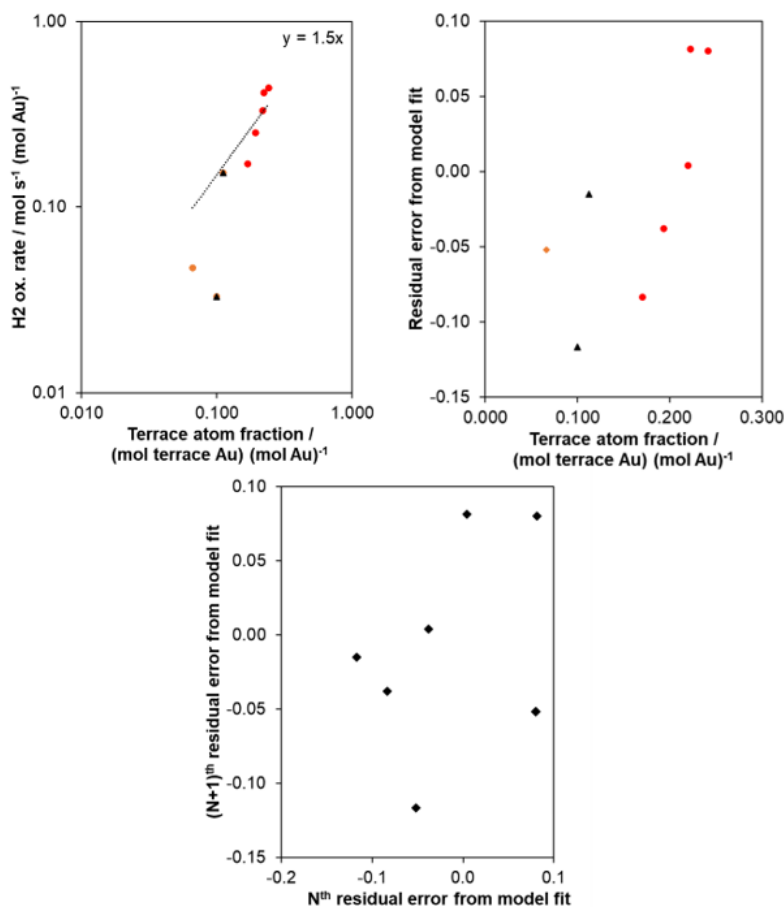 1.00
y = 1.5x
0.10
0.01
0.010
0.100
1.000
H2 ox. rate / mol s⁻¹ (mol Au)⁻¹
Terrace atom fraction /
(mol terrace Au) (mol Au)⁻¹
0.10
0.05
0.00
-0.05
-0.10
-0.15
0.000
0.100
0.200
0.300
Residual error from model fit
Terrace atom fraction /
(mol terrace Au) (mol Au)⁻¹
0.10
0.05
0.00
-0.05
-0.10
-0.15
-0.2
-0.1
0.0
0.1
(N+1)ᵗʰ residual error from model fit
Nᵗʰ residual error from model fit